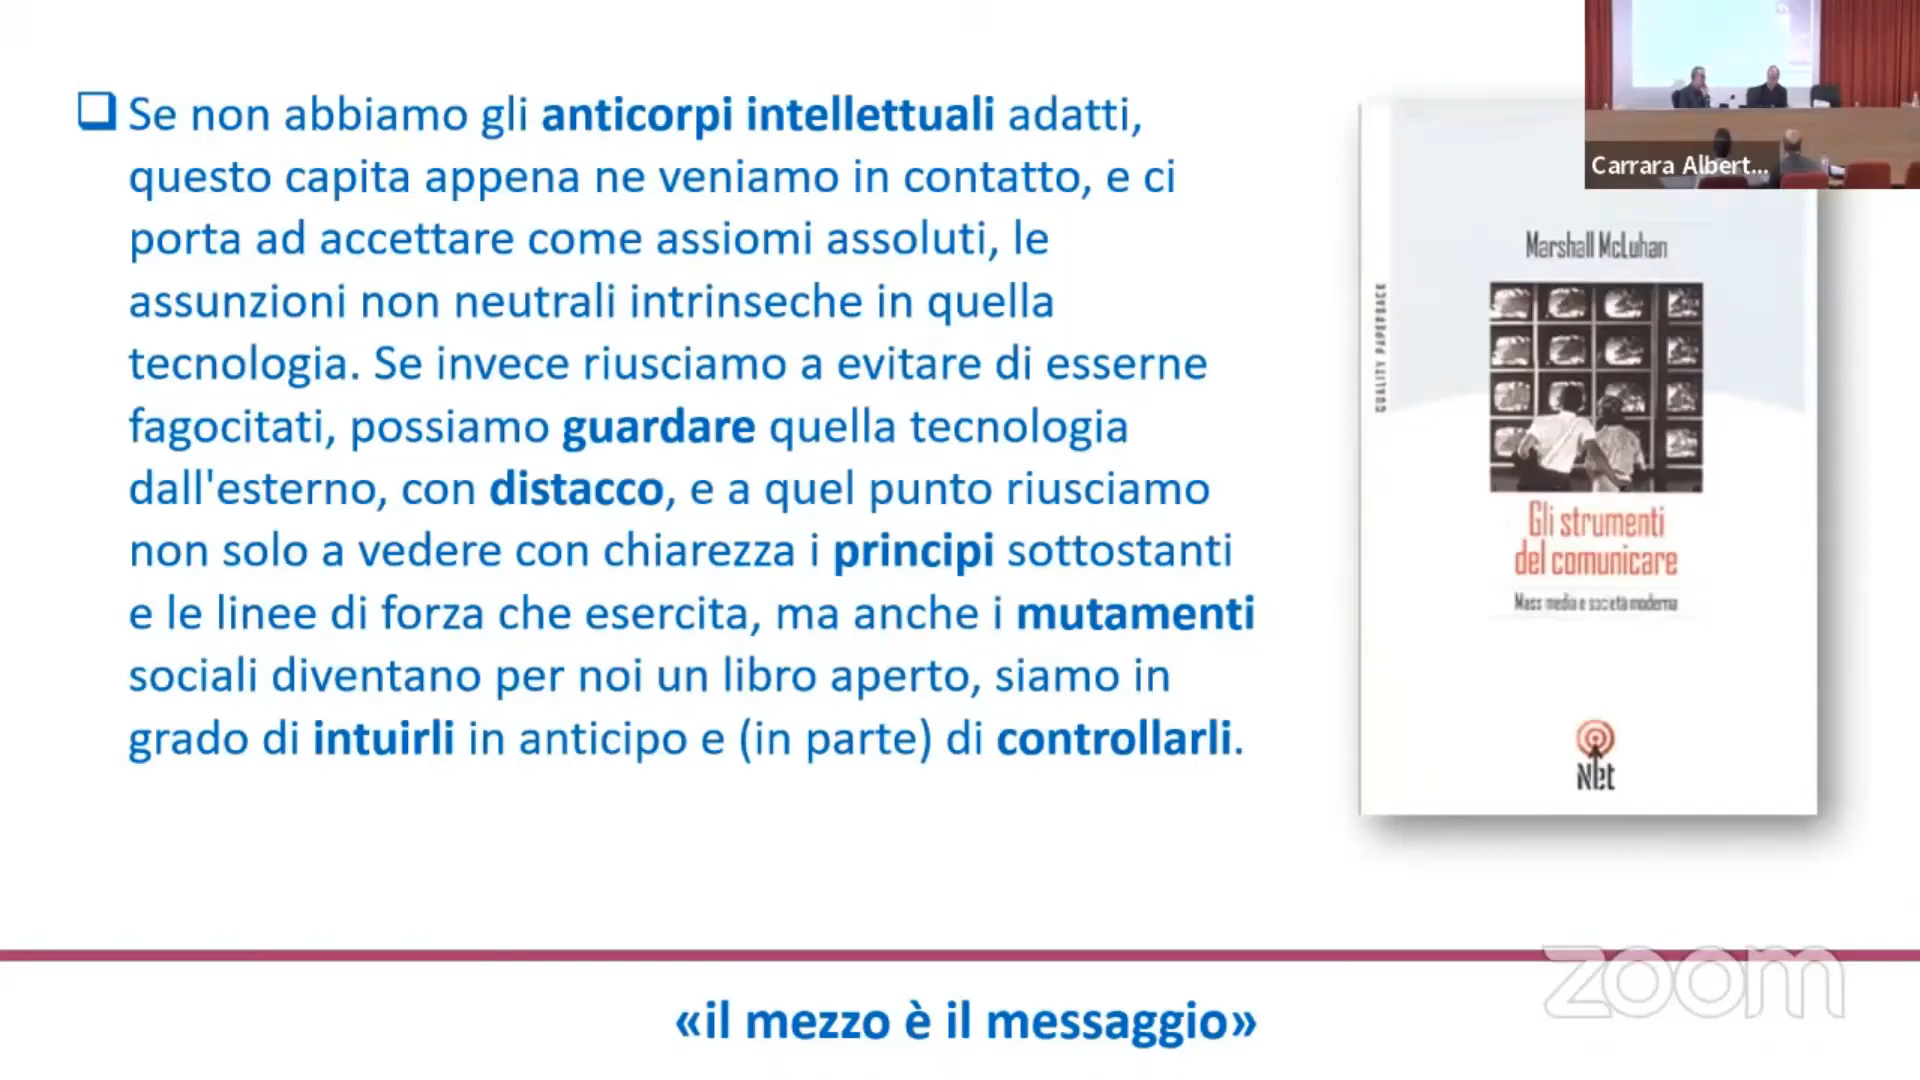 Se non abbiamo gli anticorpi intellettuali adatti,
questo capita appena ne veniamo in contatto, e ci
porta ad accettare come assiomi assoluti, le
assunzioni non neutrali intrinseche in quella
tecnologia. Se invece riusciamo a evitare di esserne
fagocitati, possiamo guardare quella tecnologia
dall'esterno, con distacco, e a quel punto riusciamo
non solo a vedere con chiarezza i principi sottostanti
e le linee di forza che esercita, ma anche i mutamenti
sociali diventano per noi un libro aperto, siamo in
grado di intuirli in anticipo e (in parte) di controllarli.
Carrara Albert...
Marshall McLuhan
QUALITY PAPERBACK
Gli strumenti
del comunicare
Mass media e società moderna
Net
«il mezzo è il messaggio»
zoom